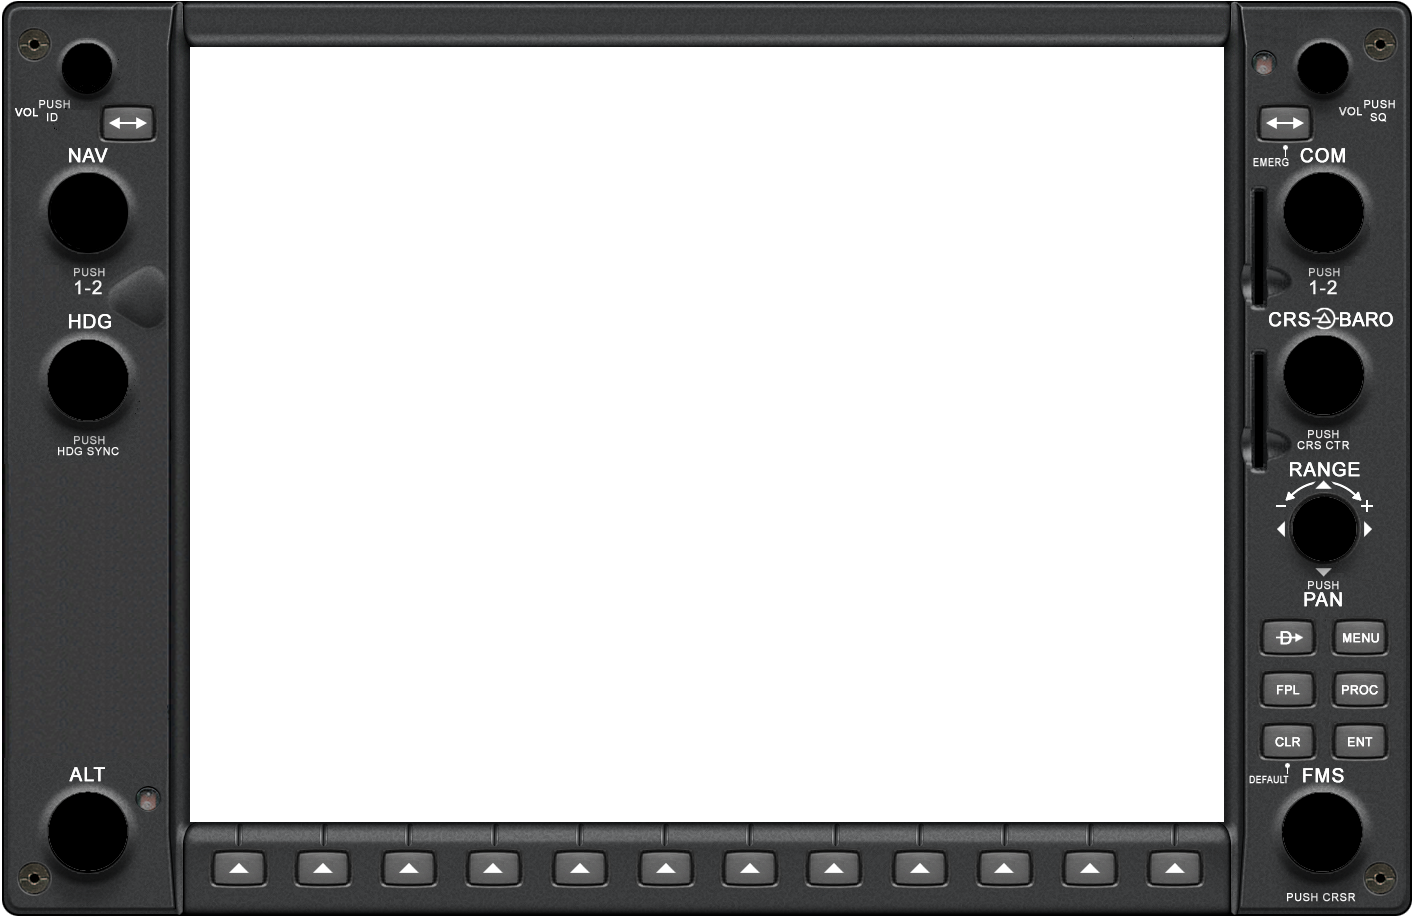 VOL PUSH
ID
NAV
PUSH
1-2
HDG
PUSH
HDG SYNC
ALT
VOL PUSH
SQ
EMERG
COM
PUSH
1-2
CRS BARO
PUSH
CRS CTR
RANGE
- +
PUSH
PAN
D
MENU
FPL
PROC
CLR
ENT
DEFAULT
FMS
PUSH CRSR